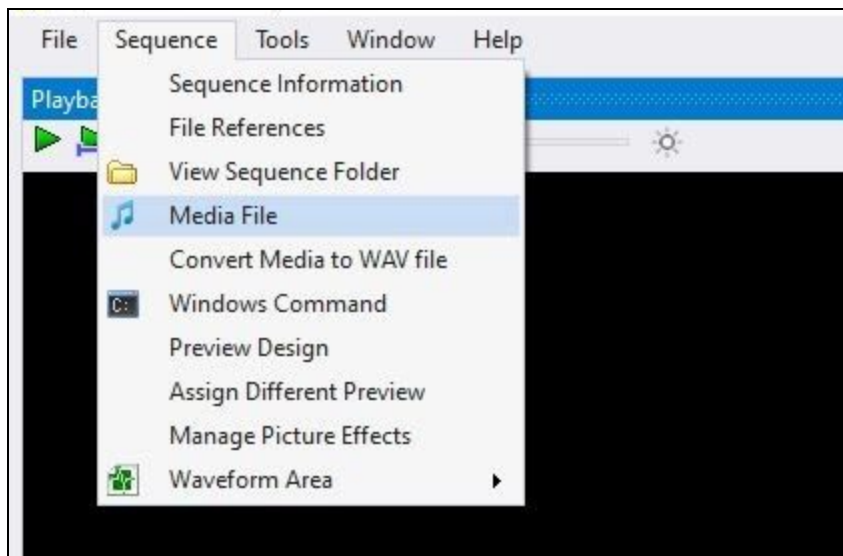 File Sequence Tools Window Help
Playba
Sequence Information
File References
View Sequence Folder
Media File
Convert Media to WAV file
C:
Windows Command
Preview Design
Assign Different Preview
Manage Picture Effects
Waveform Area